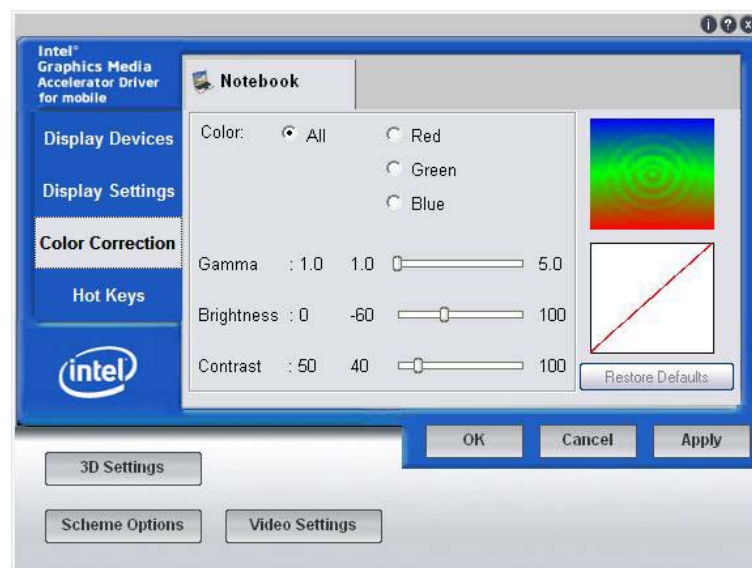 Intel®
Graphics Media
Accelerator Driver
for mobile
Display Devices
Display Settings
Color Correction
Hot Keys
intel
Notebook
Color: All Red
Green
Blue
Gamma : 1.0 1.0 5.0
Brightness : 0 -60 100
Contrast : 50 40 100
Restore Defaults
OK Cancel Apply
3D Settings
Scheme Options Video Settings